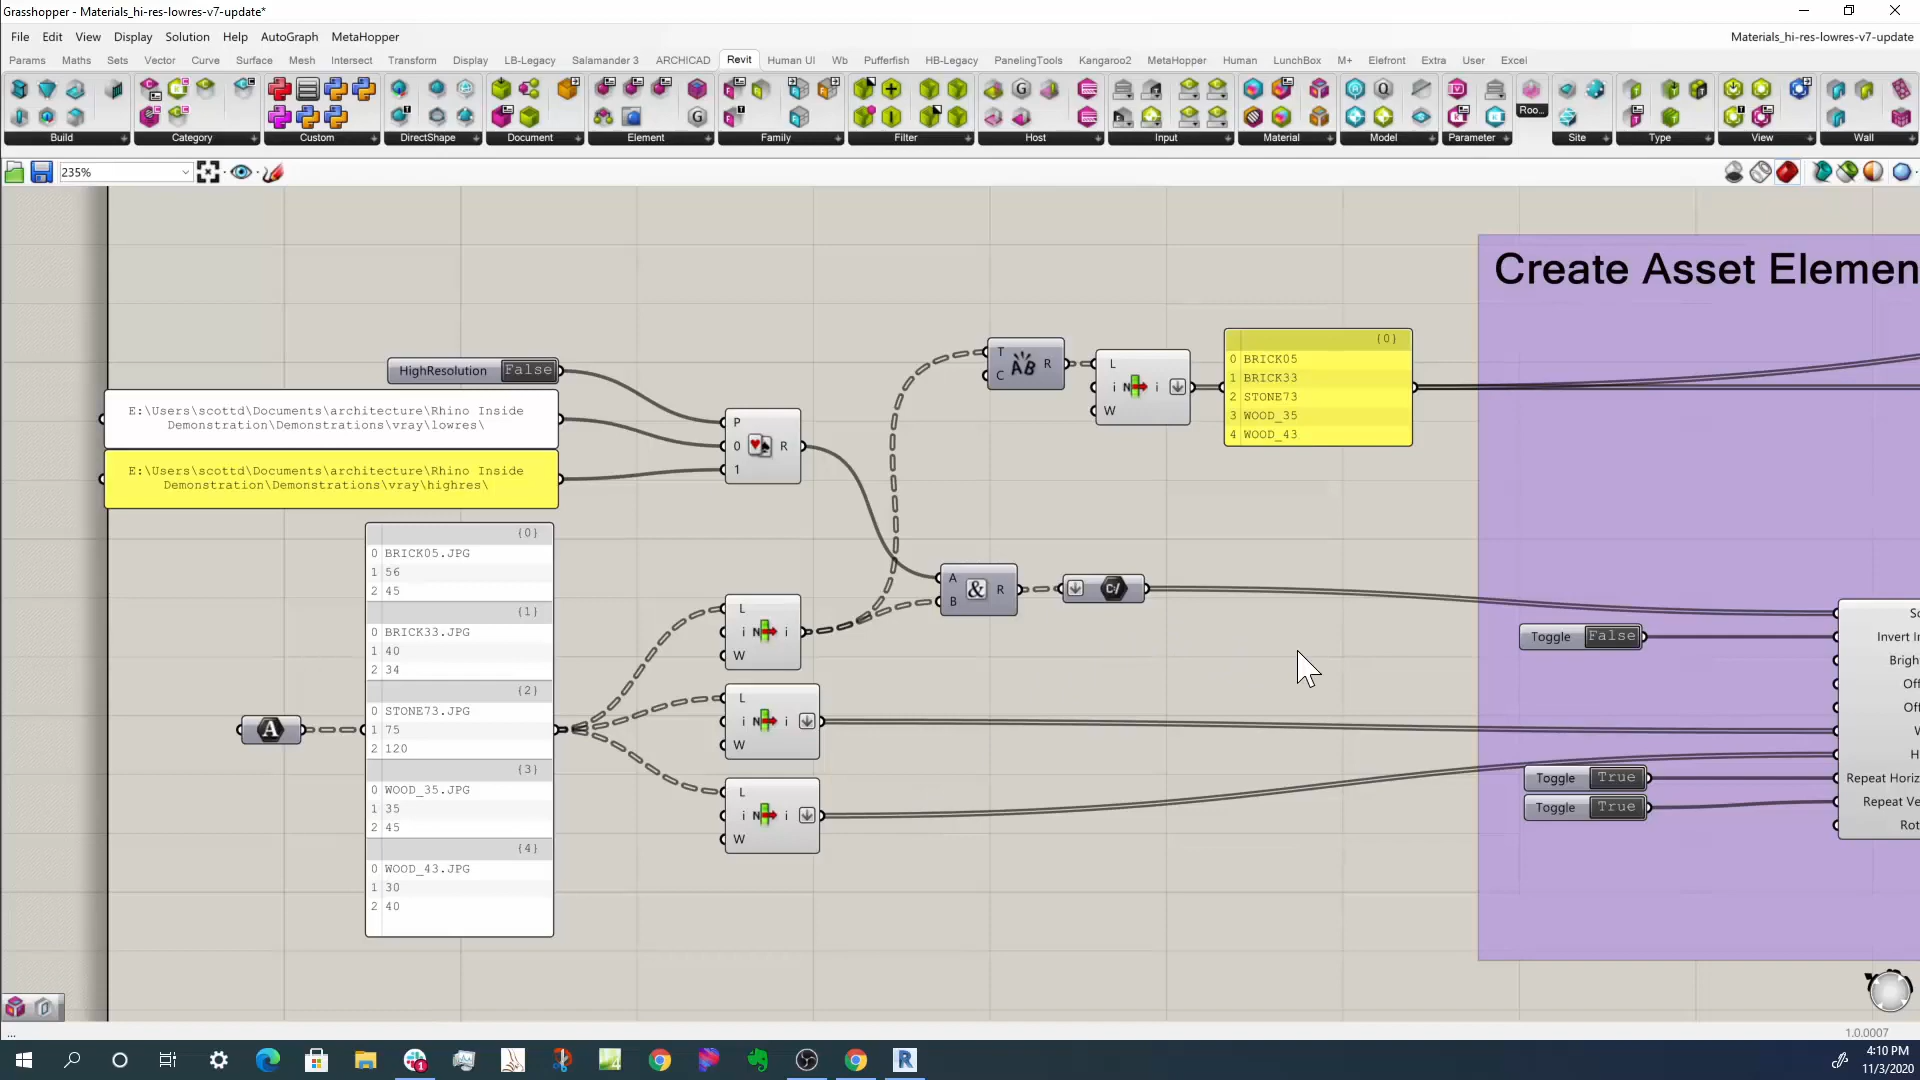 Grasshopper - Materials_hi-res-lowres-v7-update*
File Edit View Display Solution Help AutoGraph MetaHopper
Materials_hi-res-lowres-v7-update
Params Maths Sets Vector Curve Surface Mesh Intersect Transform Display LB-Legacy Salamander 3 ARCHICAD Revit Human UI Wb Pufferfish HB-Legacy PanelingTools Kangaroo2 MetaHopper Human LunchBox M+ Elefront Extra User Excel
Roo...
Build Category Custom DirectShape Document Element Family Filter Host Input Material Model Parameter Site Type View Wall
235%
Create Asset Elemen
HighResolution False
E:\Users\scottd\Documents\architecture\Rhino Inside
Demonstration\Demonstrations\vray\lowres\
E:\Users\scottd\Documents\architecture\Rhino Inside
Demonstration\Demonstrations\vray\highres\
P
0 R
1
T
C
AB
R
L
i N i
W
{0}
0 BRICK05
1 BRICK33
2 STONE73
3 WOOD_35
4 WOOD_43
{0}
0 BRICK05.JPG
1 56
2 45
{1}
0 BRICK33.JPG
1 40
2 34
{2}
0 STONE73.JPG
1 75
2 120
{3}
0 WOOD_35.JPG
1 35
2 45
{4}
0 WOOD_43.JPG
1 30
2 40
A
L
i N i
W
L
i N i
W
L
i N i
W
A
B
&
R
C/
Toggle False
Toggle True
Toggle True
Sc
Invert In
Brigh
Off
Off
W
H
Repeat Horiz
Repeat Ve
Rot
...
1.0.0007
4:10 PM
11/3/2020